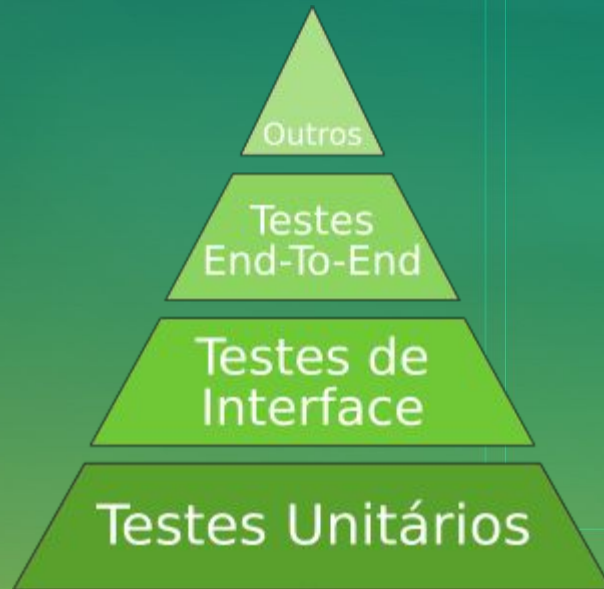 Outros
Testes
End-To-End
Testes de
Interface
Testes Unitários